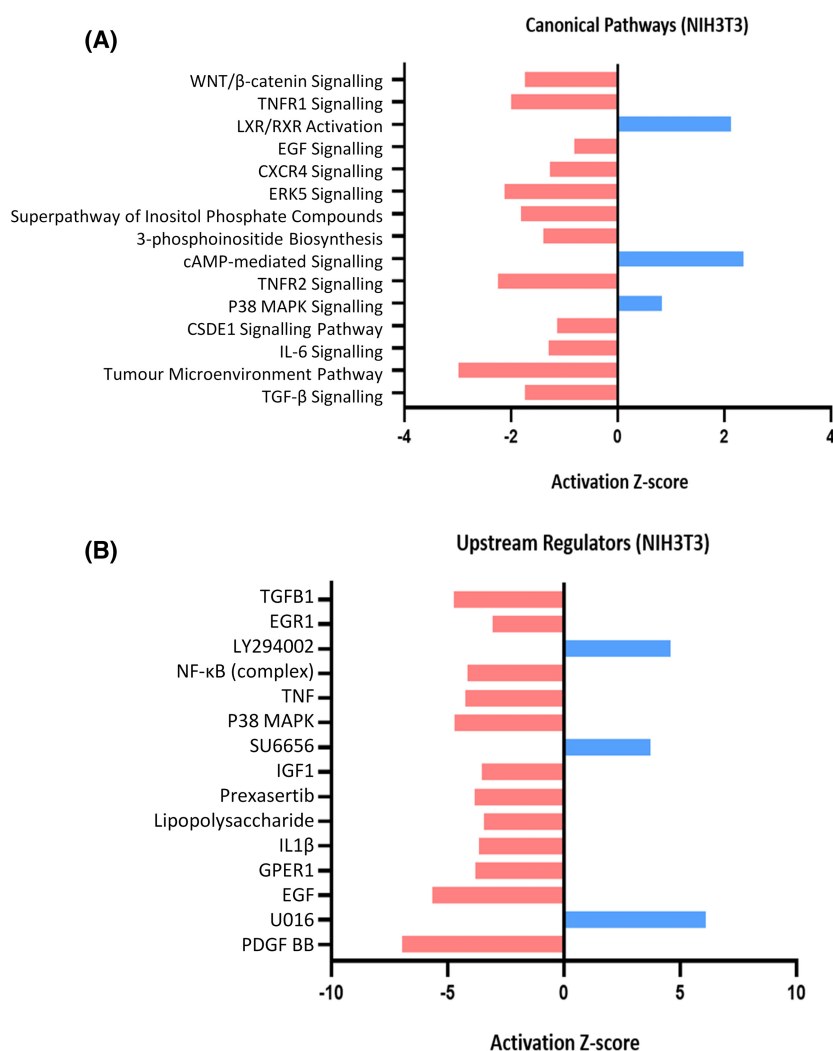 (A)
Canonical Pathways (NIH3T3)
WNT/β-catenin Signalling
TNFR1 Signalling
LXR/RXR Activation
EGF Signalling
CXCR4 Signalling
ERK5 Signalling
Superpathway of Inositol Phosphate Compounds
3-phosphoinositide Biosynthesis
cAMP-mediated Signalling
TNFR2 Signalling
P38 MAPK Signalling
CSDE1 Signalling Pathway
IL-6 Signalling
Tumour Microenvironment Pathway
TGF-β Signalling
-4 -2 0 2 4
Activation Z-score
(B)
Upstream Regulators (NIH3T3)
TGFB1
EGR1
LY294002
NF-κB (complex)
TNF
P38 MAPK
SU6656
IGF1
Prexasertib
Lipopolysaccharide
IL1β
GPER1
EGF
U016
PDGF BB
-10 -5 0 5 10
Activation Z-score